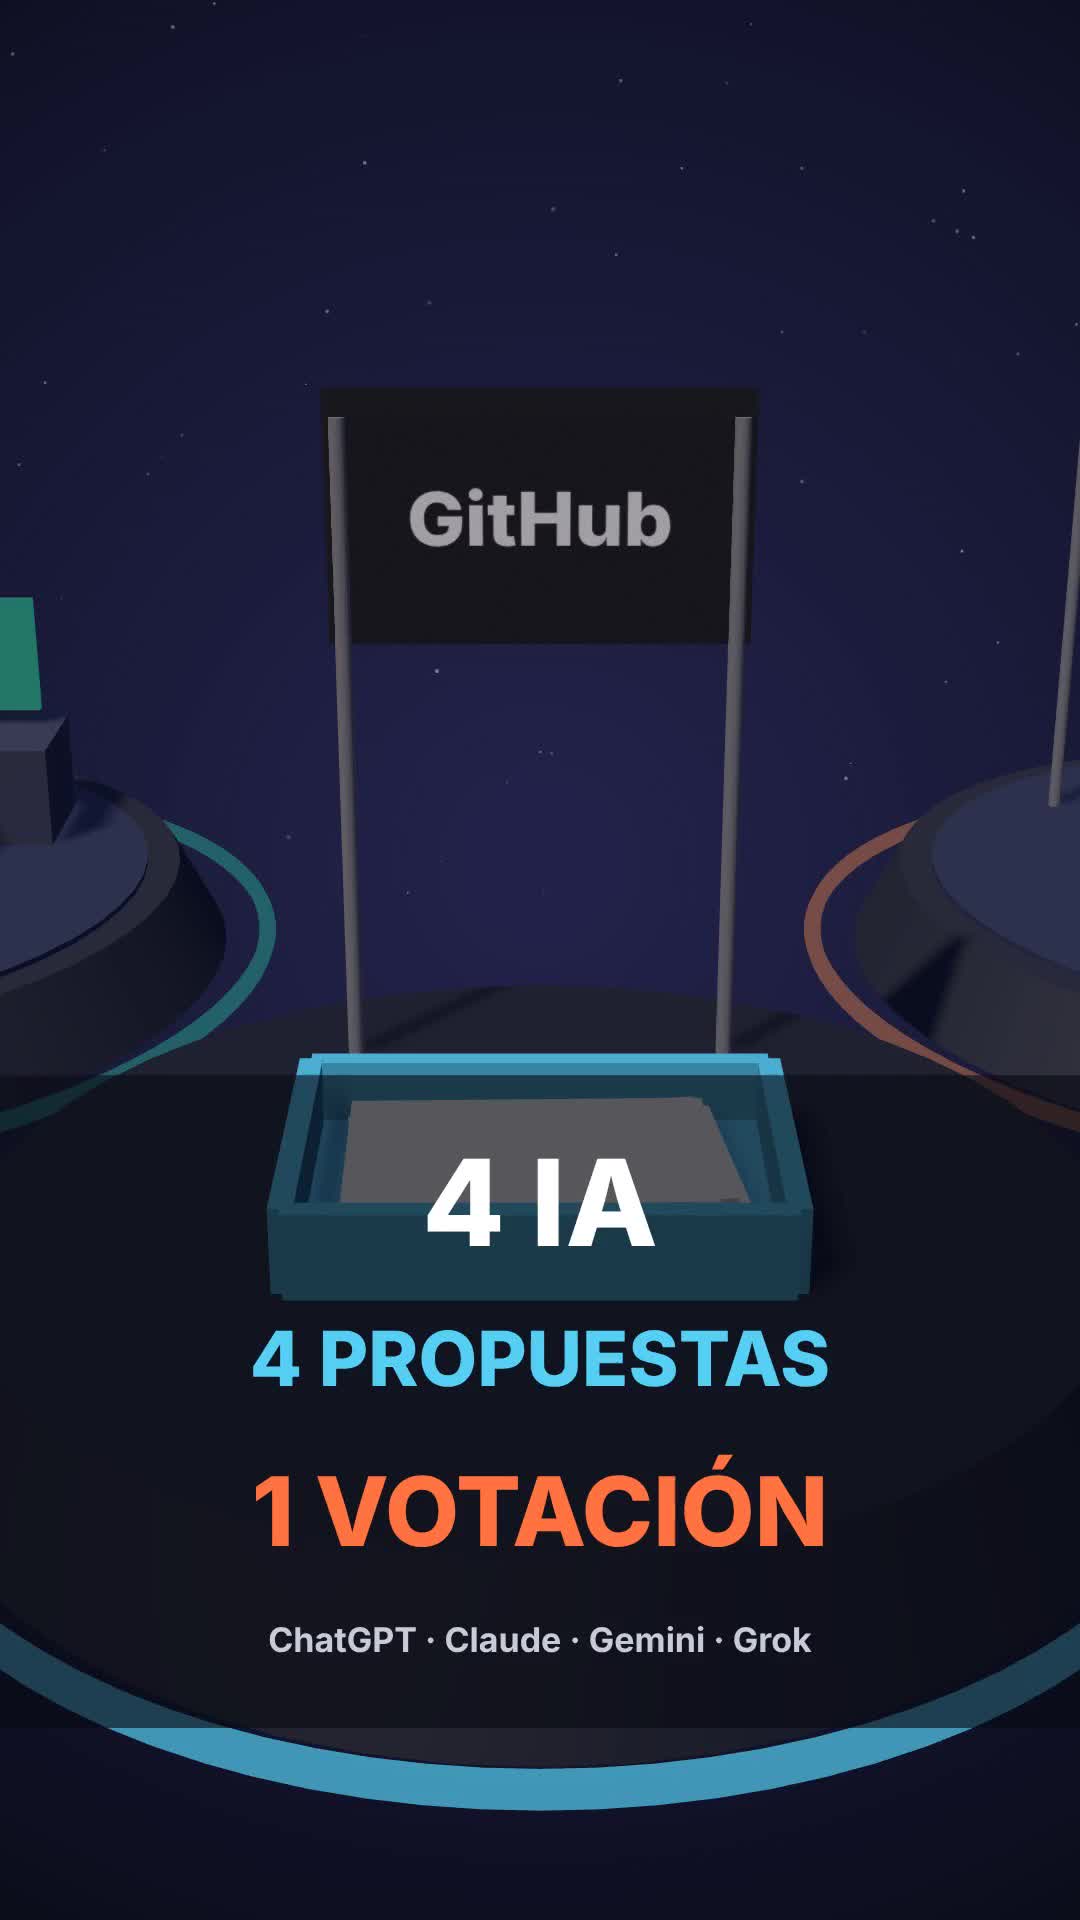 GitHub
4 IA
4 PROPUESTAS
1 VOTACIÓN
ChatGPT · Claude · Gemini · Grok